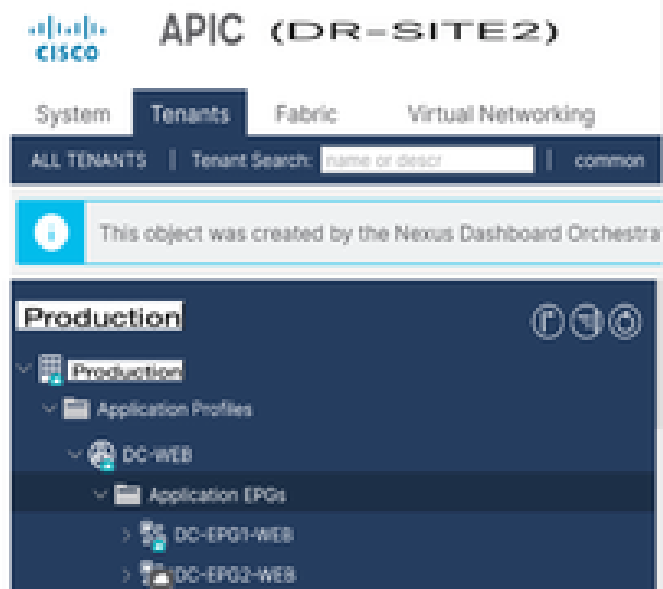 CISCO APIC (DR-SITE2)
System Tenants Fabric Virtual Networking
ALL TENANTS | Tenant Search: name or descr | common
This object was created by the Nexus Dashboard Orchestra
Production
Production
Application Profiles
DC-WEB
Application EPGs
DC-EPG1-WEB
DC-EPG2-WEB